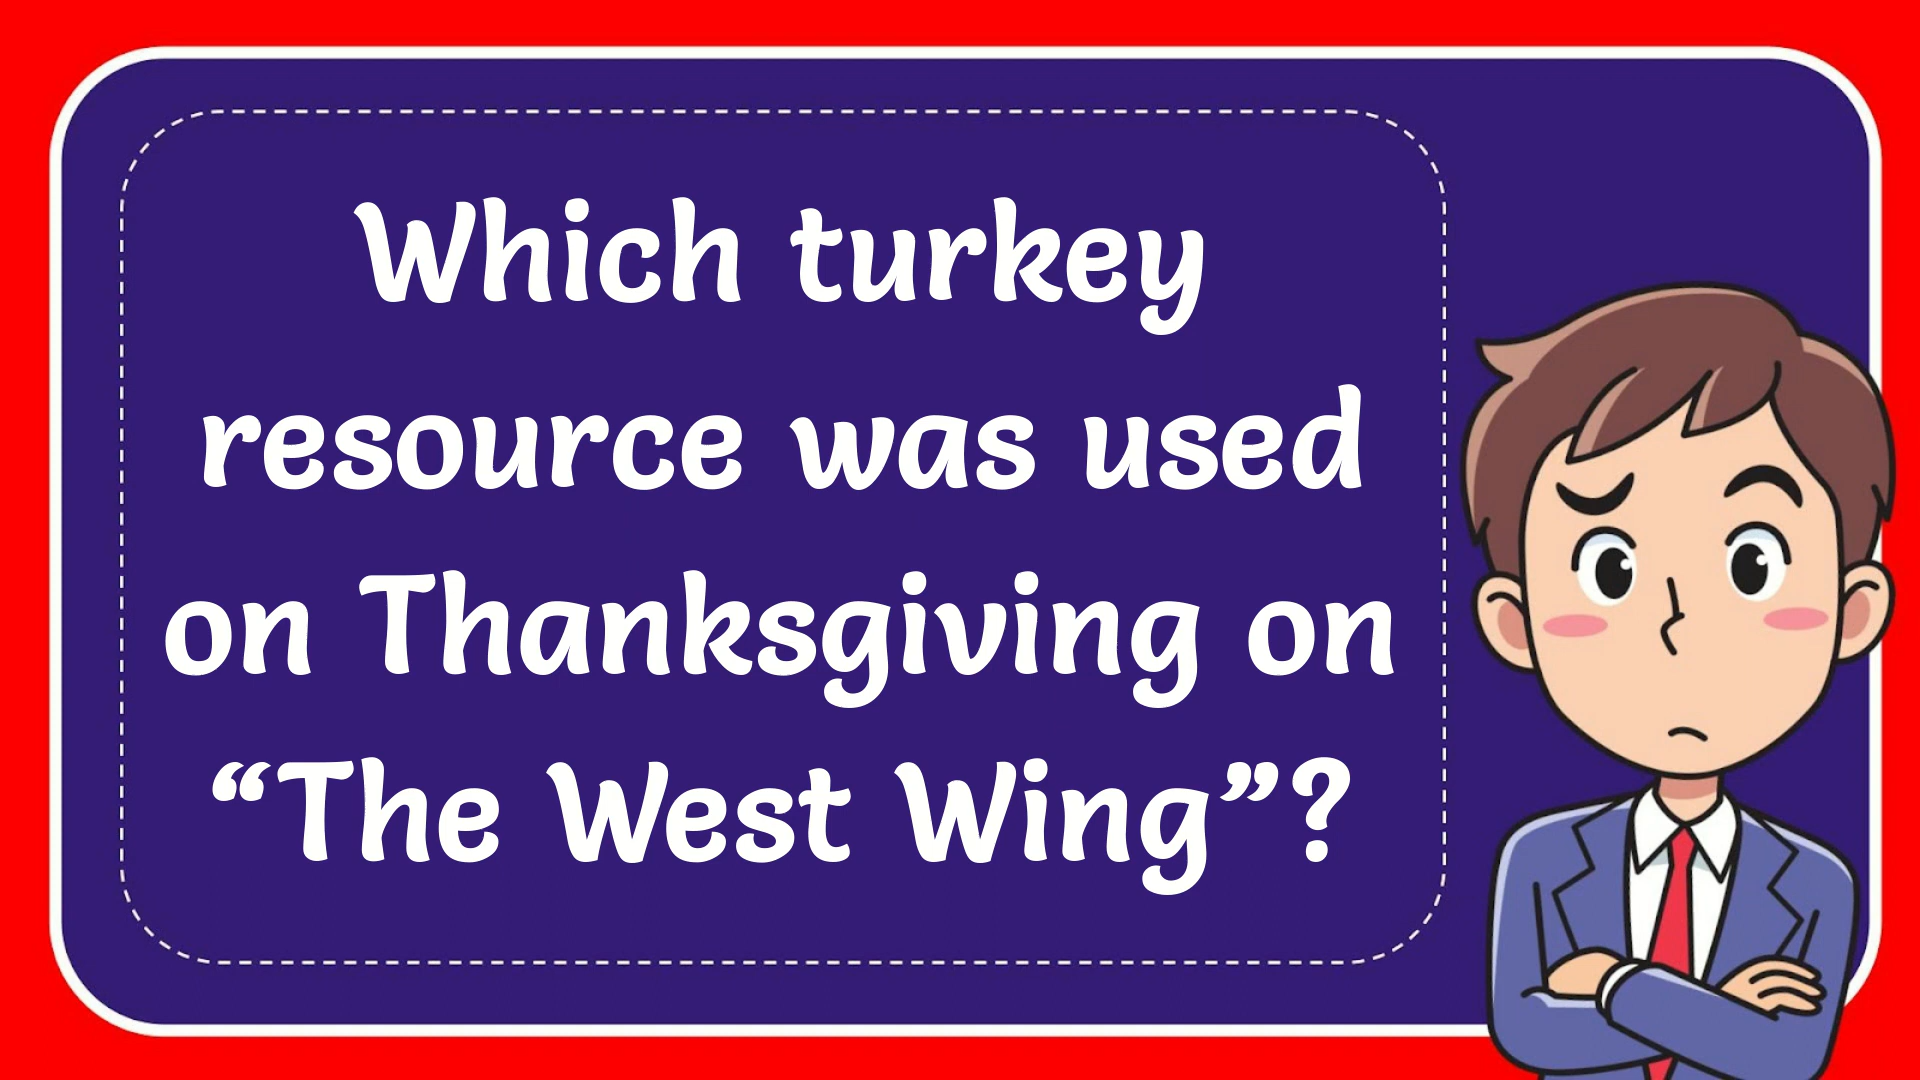 Which turkey
resource was used
on Thanksgiving on
“The West Wing”?